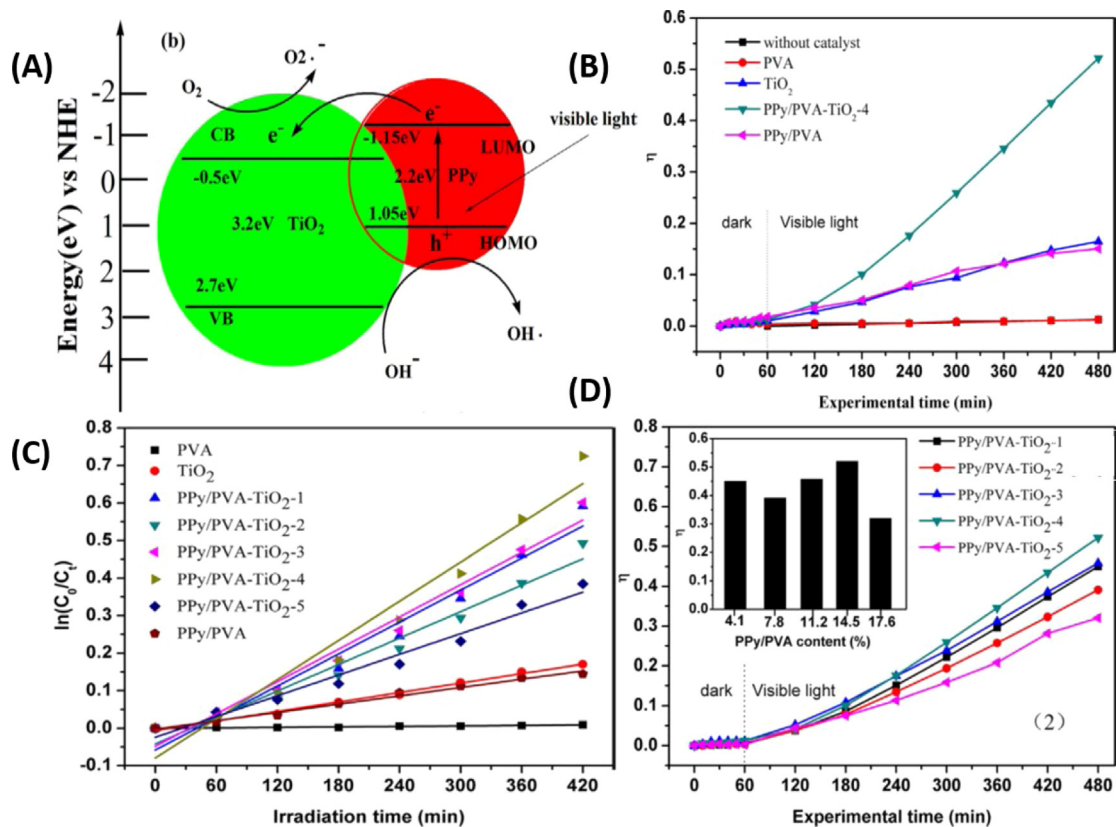 (A)
(b)
Energy(eV) vs NHE
-2
-1
0
1
2
3
4
O2
O2·-
CB
e-
e-
-0.5eV
3.2eV TiO2
2.7eV
VB
-1.15eV
LUMO
2.2eV PPy
1.05eV
h+
HOMO
visible light
OH-
OH·
(B)
η
0.6
0.5
0.4
0.3
0.2
0.1
0.0
without catalyst
PVA
TiO2
PPy/PVA-TiO2-4
PPy/PVA
dark
Visible light
0 60 120 180 240 300 360 420 480
Experimental time (min)
(C)
ln(C0/Ct)
0.8
0.7
0.6
0.5
0.4
0.3
0.2
0.1
0.0
-0.1
PVA
TiO2
PPy/PVA-TiO2-1
PPy/PVA-TiO2-2
PPy/PVA-TiO2-3
PPy/PVA-TiO2-4
PPy/PVA-TiO2-5
PPy/PVA
0 60 120 180 240 300 360 420
Irradiation time (min)
(D)
η
0.7
0.6
0.5
0.4
0.3
0.2
0.1
0.0
η
0.6
0.5
0.4
0.3
0.2
0.1
0.0
4.1 7.8 11.2 14.5 17.6
PPy/PVA content (%)
PPy/PVA-TiO2-1
PPy/PVA-TiO2-2
PPy/PVA-TiO2-3
PPy/PVA-TiO2-4
PPy/PVA-TiO2-5
dark
Visible light
(2)
0 60 120 180 240 300 360 420 480
Experimental time (min)